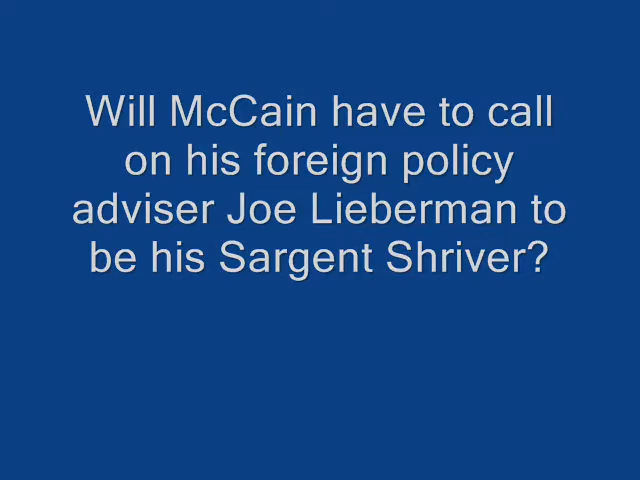 Will McCain have to call
on his foreign policy
adviser Joe Lieberman to
be his Sargent Shriver?